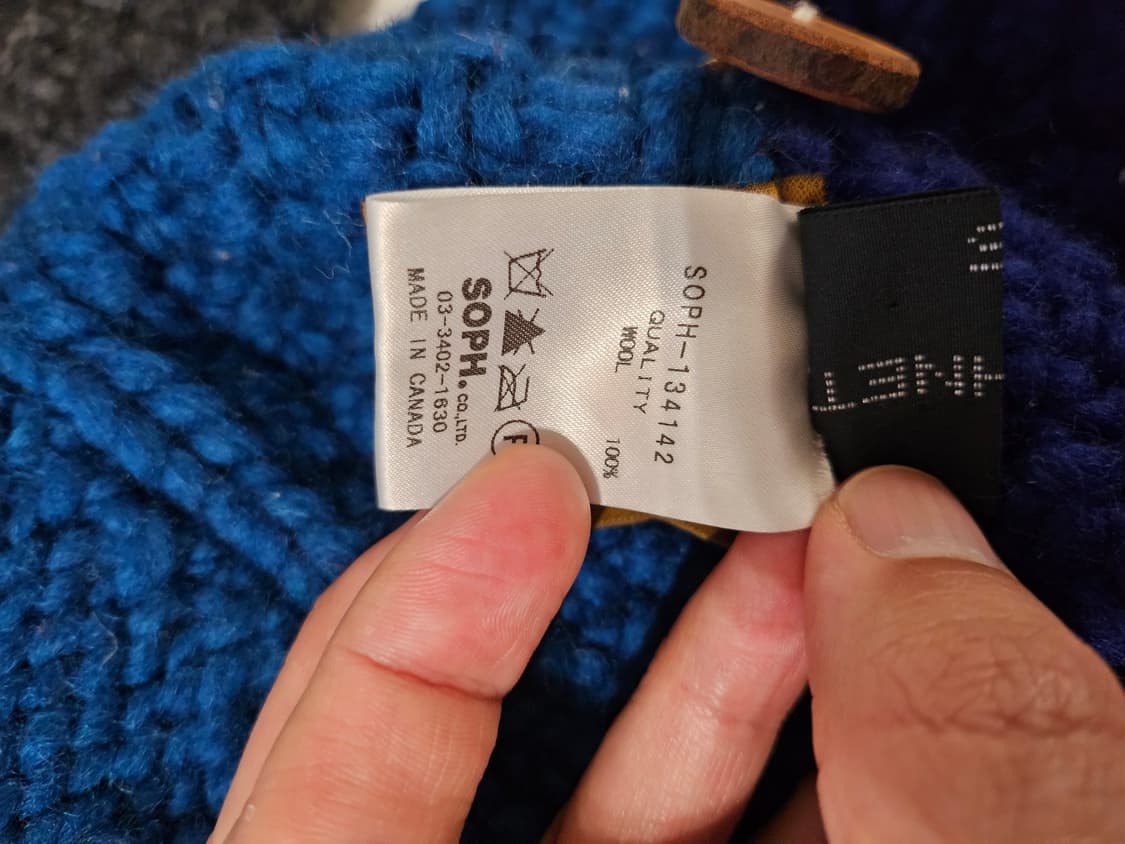 SOPH-134142
QUALITY
WOOL 100%
F
SOPH.CO.,LTD.
03-3402-1630
MADE IN CANADA